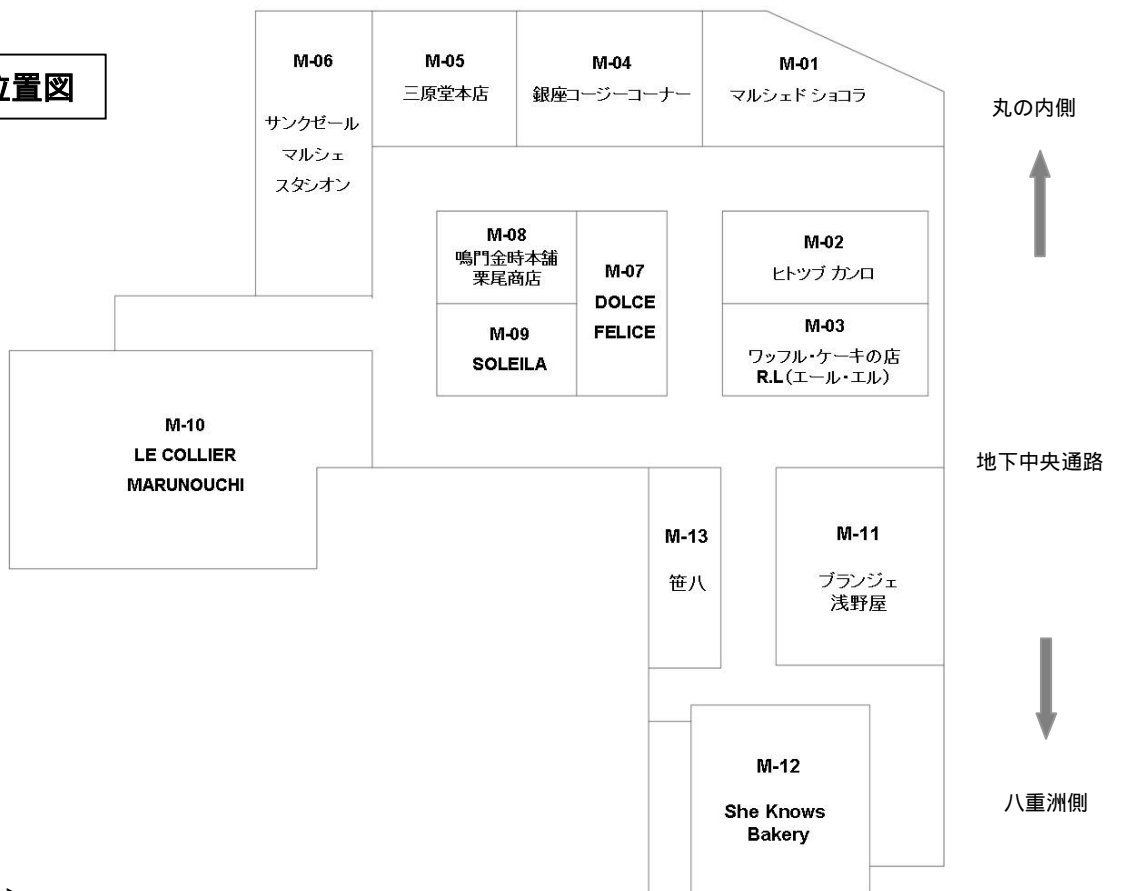 位置図
M-06
サンクゼール
マルシェ
スタシオン
M-05
三原堂本店
M-04
銀座コージーコーナー
M-01
マルシェド ショコラ
丸の内側
M-08
鳴門金時本舗
栗尾商店
M-07
DOLCE
FELICE
M-02
ヒトツブ カンロ
M-09
SOLEILA
M-03
ワッフル・ケーキの店
R.L(エール・エル)
M-10
LE COLLIER
MARUNOUCHI
地下中央通路
M-13
笹八
M-11
ブランジェ
浅野屋
M-12
She Knows
Bakery
八重洲側